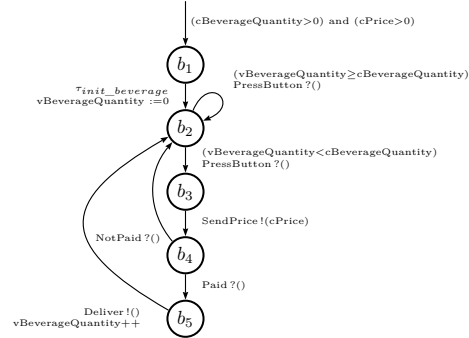 (cBeverageQuantity>0) and (cPrice>0)
b1
τinit_beverage
vBeverageQuantity :=0
(vBeverageQuantity≥cBeverageQuantity)
PressButton ?()
b2
(vBeverageQuantity<cBeverageQuantity)
PressButton ?()
b3
SendPrice !(cPrice)
NotPaid ?()
b4
Paid ?()
Deliver !()
vBeverageQuantity++
b5